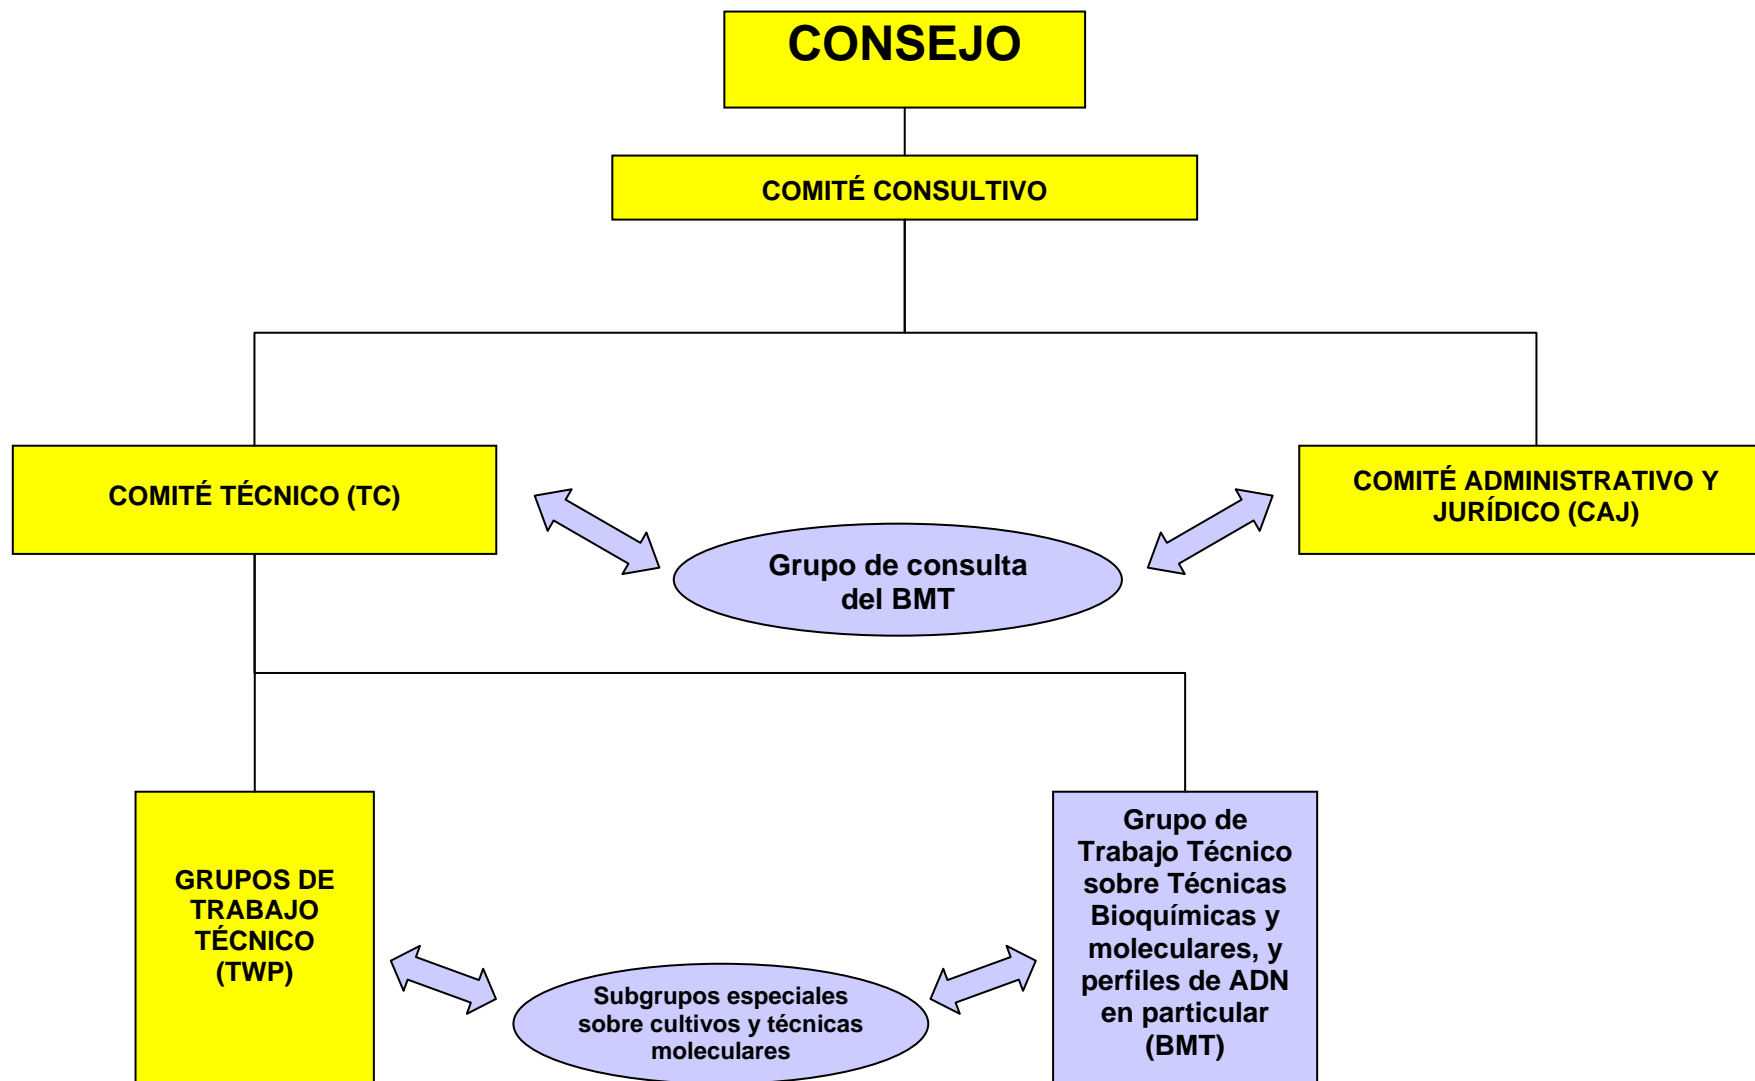 CONSEJO
COMITÉ CONSULTIVO
COMITÉ TÉCNICO (TC)
COMITÉ ADMINISTRATIVO Y
JURÍDICO (CAJ)
Grupo de consulta
del BMT
GRUPOS DE
TRABAJO
TÉCNICO
(TWP)
Subgrupos especiales
sobre cultivos y técnicas
moleculares
Grupo de
Trabajo Técnico
sobre Técnicas
Bioquímicas y
moleculares, y
perfiles de ADN
en particular
(BMT)